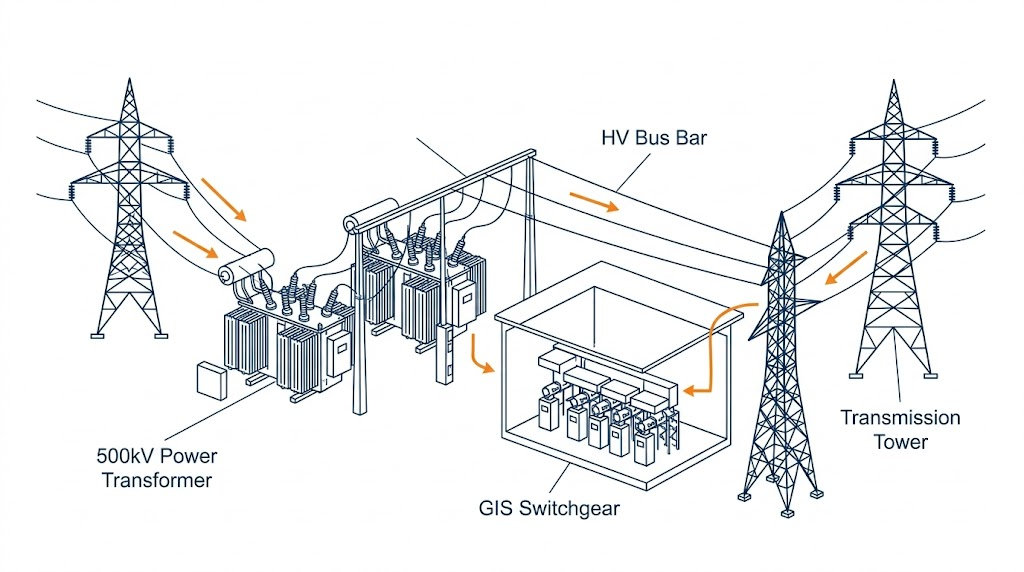 HV Bus Bar
Transmission
Tower
500kV Power
Transformer
GIS Switchgear